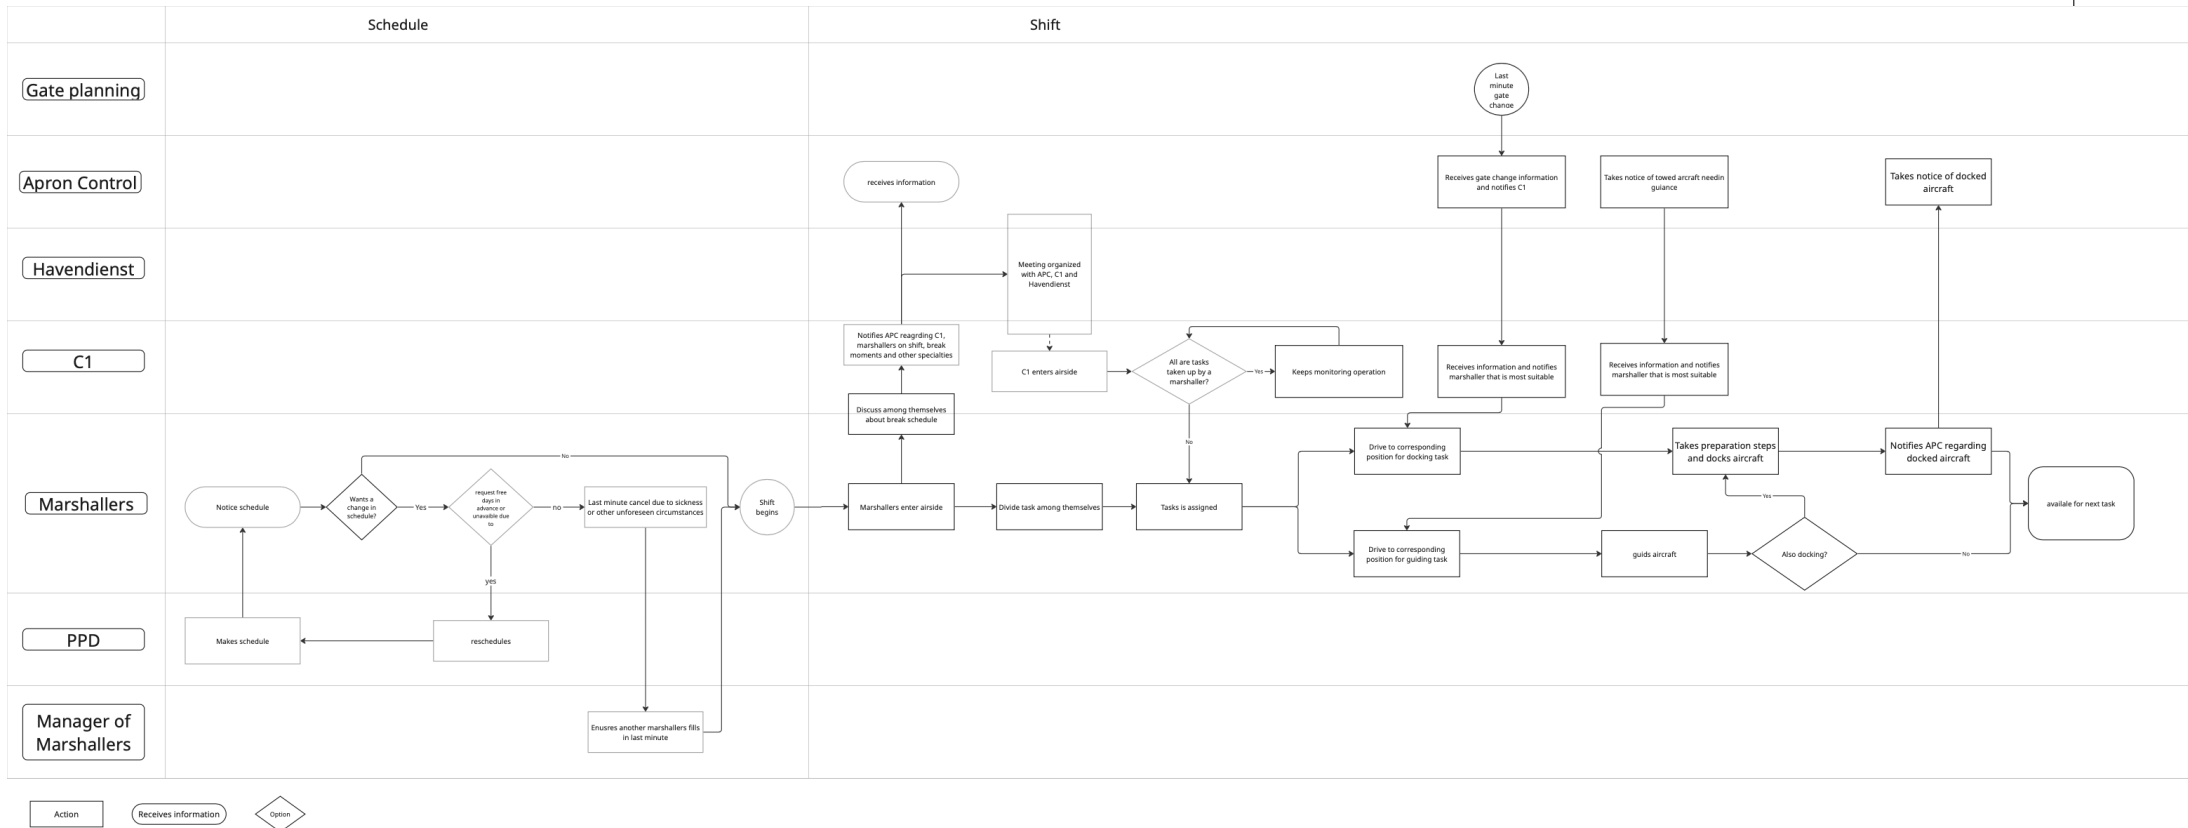 Schedule
Shift
Gate planning
Last
minute
gate
change
Apron Control
receives information
Receives gate change information
and notifies C1
Takes notice of towed arcraft needin
guiance
Takes notice of docked
aircraft
Havendienst
Meeting organized
with APC, C1 and
Havendienst
C1
Notifies APC reagrding C1,
marshallers on shift, break
moments and other specialties
C1 enters airside
All are tasks
taken up by a
marshaller?
Yes
Keeps monitoring operation
Receives information and notifies
marshaller that is most suitable
Receives information and notifies
marshaller that is most suitable
Discuss among themselves
about break schedule
No
Marshallers
Notice schedule
Wants a
change in
schedule?
No
Yes
request free
days in
advance or
unavaible due
to
no
yes
Last minute cancel due to sickness
or other unforeseen circumstances
Shift
begins
Marshallers enter airside
Divide task among themselves
Tasks is assigned
Drive to corresponding
position for docking task
Takes preparation steps
and docks aircraft
Notifies APC regarding
docked aircraft
Drive to corresponding
position for guiding task
guids aircraft
Yes
Also docking?
No
availale for next task
PPD
Makes schedule
reschedules
Manager of
Marshallers
Enusres another marshallers fills
in last minute
Action
Receives information
Option